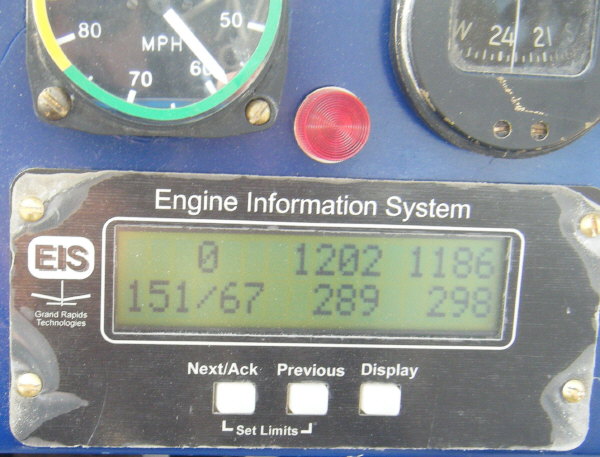 50
80
MPH
60
70
W 24 21 S
Engine Information System
0 1202 1186
EIS
151/67 289 298
Grand Rapids
Technologies
Next/Ack Previous Display
Set Limits